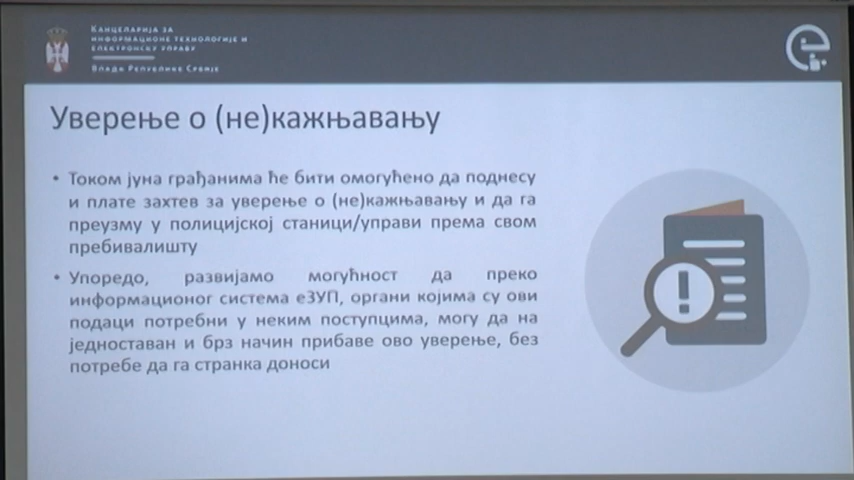 Канцеларија за
информационе технологије и
електронску управу
Влади Републике Србије
Уверење о (не)кажњавању
• Током јуна грађанима ће бити омогућено да поднесу
и плате захтев за уверење о (не)кажњавању и да га
преузму у полицијској станици/управи према свом
пребивалишту
• Упоредо, развијамо могућност да преко
информационог система еЗУП, органи којима су ови
подаци потребни у неким поступцима, могу да на
једноставан и брз начин прибаве ово уверење, без
потребе да га странка доноси